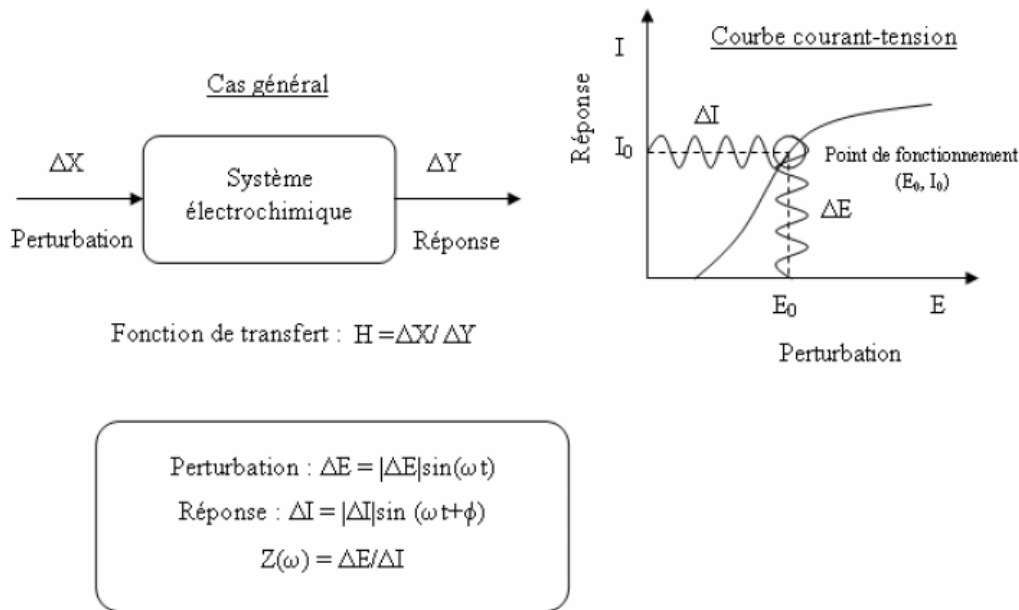 Cas général
ΔX
Perturbation
Système
électrochimique
ΔY
Réponse
Fonction de transfert : H =ΔX/ ΔY
Courbe courant-tension
I
Réponse
ΔI
I₀
Point de fonctionnement
(E₀, I₀)
ΔE
E₀
E
Perturbation
Perturbation : ΔE = |ΔE|sin(ωt)
Réponse : ΔI = |ΔI|sin (ωt+ϕ)
Z(ω) = ΔE/ΔI